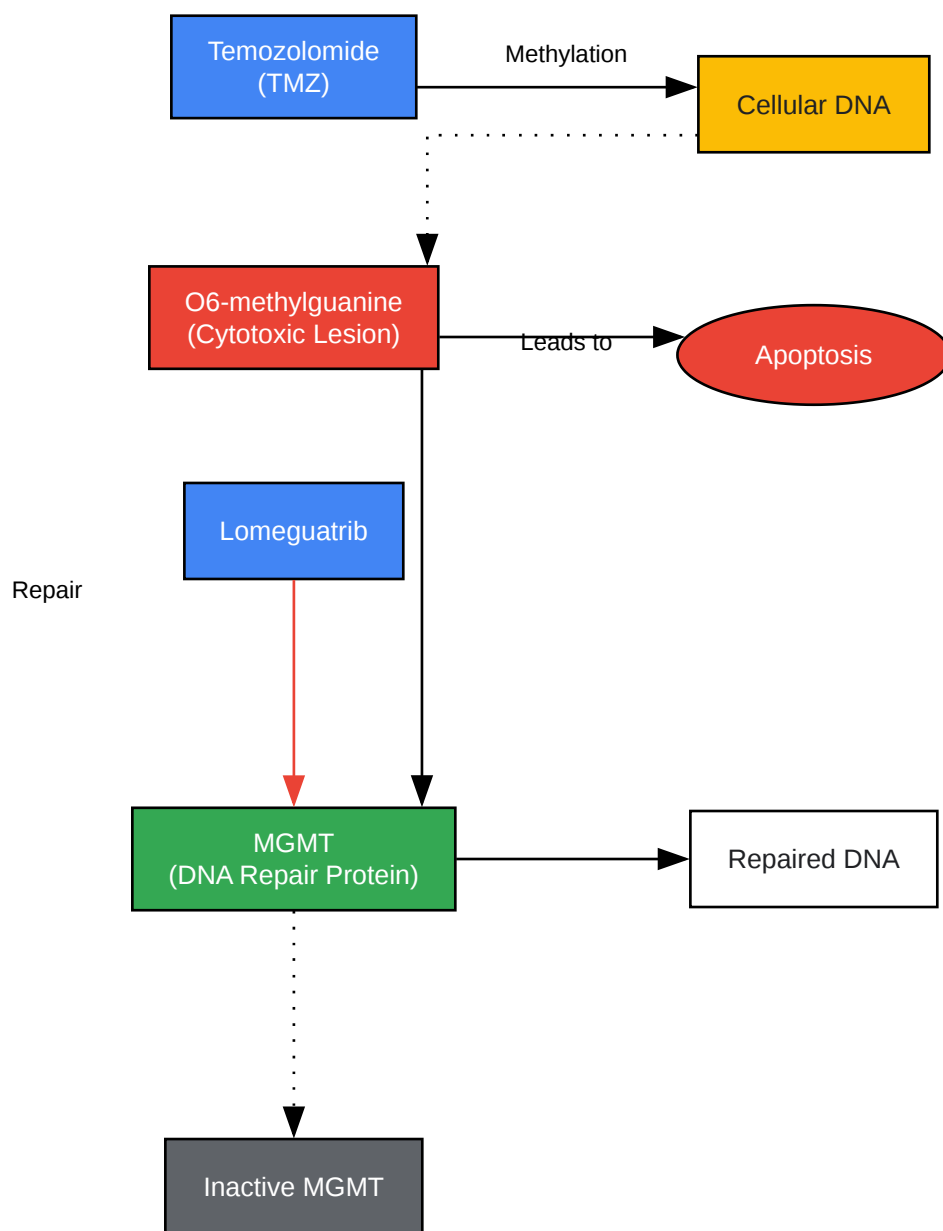 Temozolomide
(TMZ)
Methylation
Cellular DNA
O6-methylguanine
(Cytotoxic Lesion)
Leads to
Apoptosis
Lomeguatrib
Repair
MGMT
(DNA Repair Protein)
Repaired DNA
Inactive MGMT